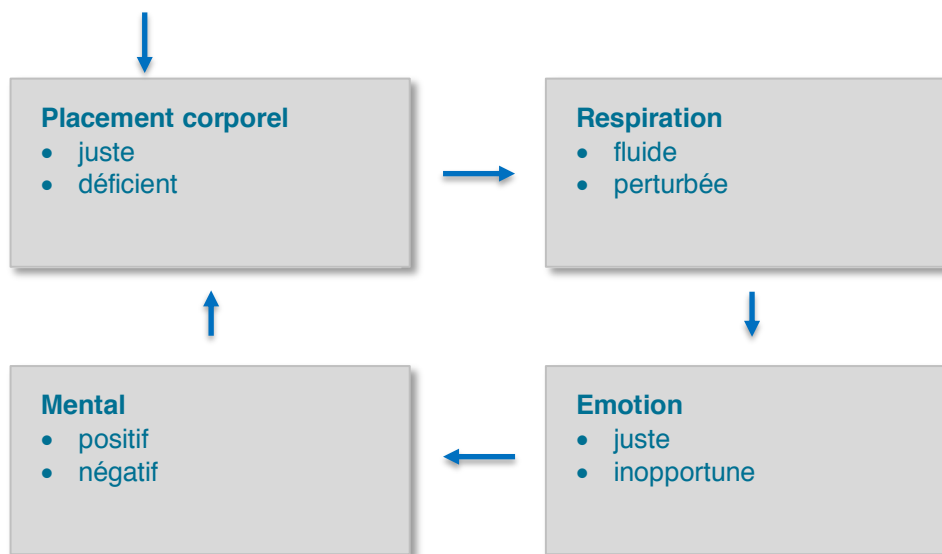 Placement corporel
• juste
• déficient
Respiration
• fluide
• perturbée
Mental
• positif
• négatif
Emotion
• juste
• inopportune